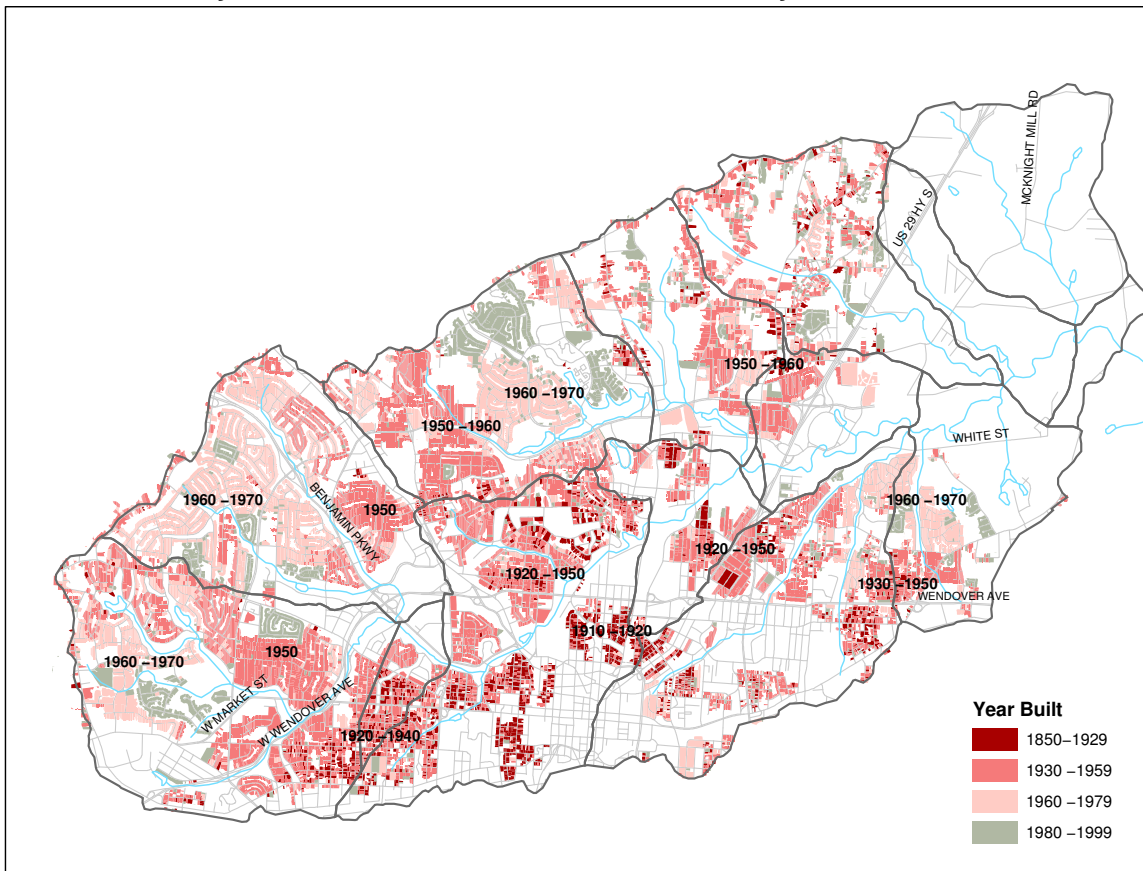 MCKNIGHT MILL RD
US 29 HY S
1950 −1960
1960 −1970
1950 −1960
WHITE ST
1960 −1970
1960 −1970
BENJAMIN PKWY
1950
1920 −1950
1920 −1950
1930 −1950
WENDOVER AVE
1910 −1920
1950
1960 −1970
W MARKET ST
W WENDOVER AVE
1920 −1940
Year Built
1850−1929
1930 −1959
1960 −1979
1980 −1999